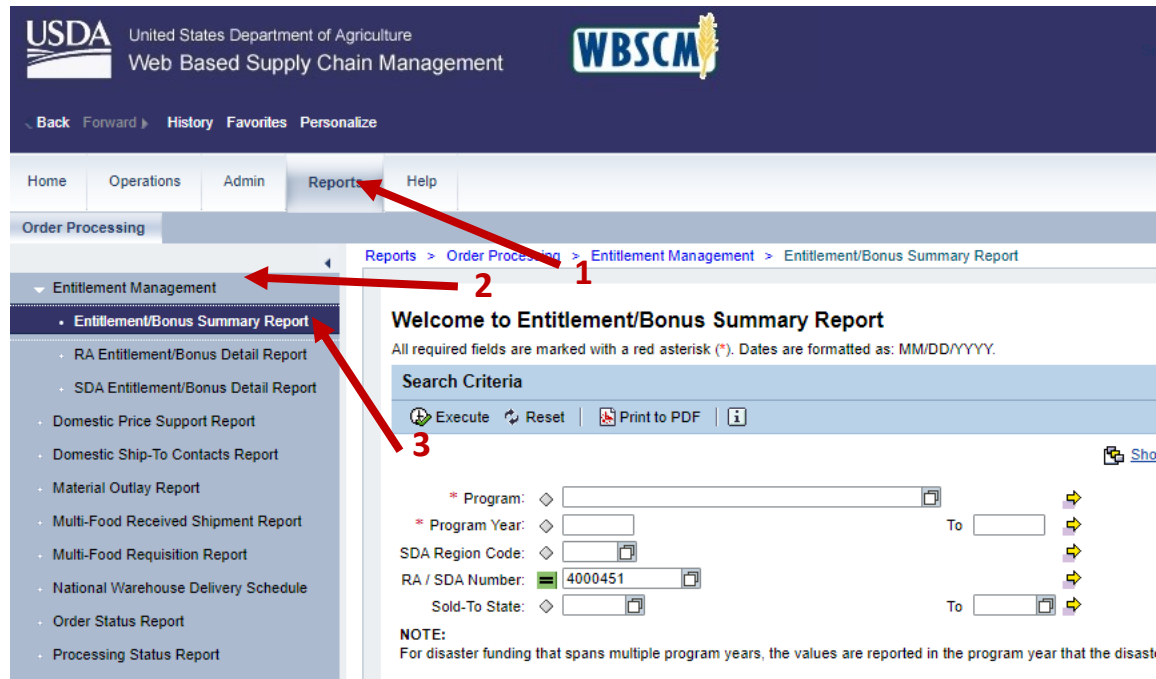 USDA United States Department of Agriculture
Web Based Supply Chain Management
WBSCM
Back Forward History Favorites Personalize
Home Operations Admin Reports Help
Order Processing
Reports > Order Processing > Entitlement Management > Entitlement/Bonus Summary Report
1
2
3
Entitlement Management
Entitlement/Bonus Summary Report
RA Entitlement/Bonus Detail Report
SDA Entitlement/Bonus Detail Report
Domestic Price Support Report
Domestic Ship-To Contacts Report
Material Outlay Report
Multi-Food Received Shipment Report
Multi-Food Requisition Report
National Warehouse Delivery Schedule
Order Status Report
Processing Status Report
Welcome to Entitlement/Bonus Summary Report
All required fields are marked with a red asterisk (*). Dates are formatted as: MM/DD/YYYY.
Search Criteria
Execute Reset | Print to PDF | i
Sho
* Program:
* Program Year: To
SDA Region Code:
RA / SDA Number: 4000451
Sold-To State: To
NOTE:
For disaster funding that spans multiple program years, the values are reported in the program year that the disast